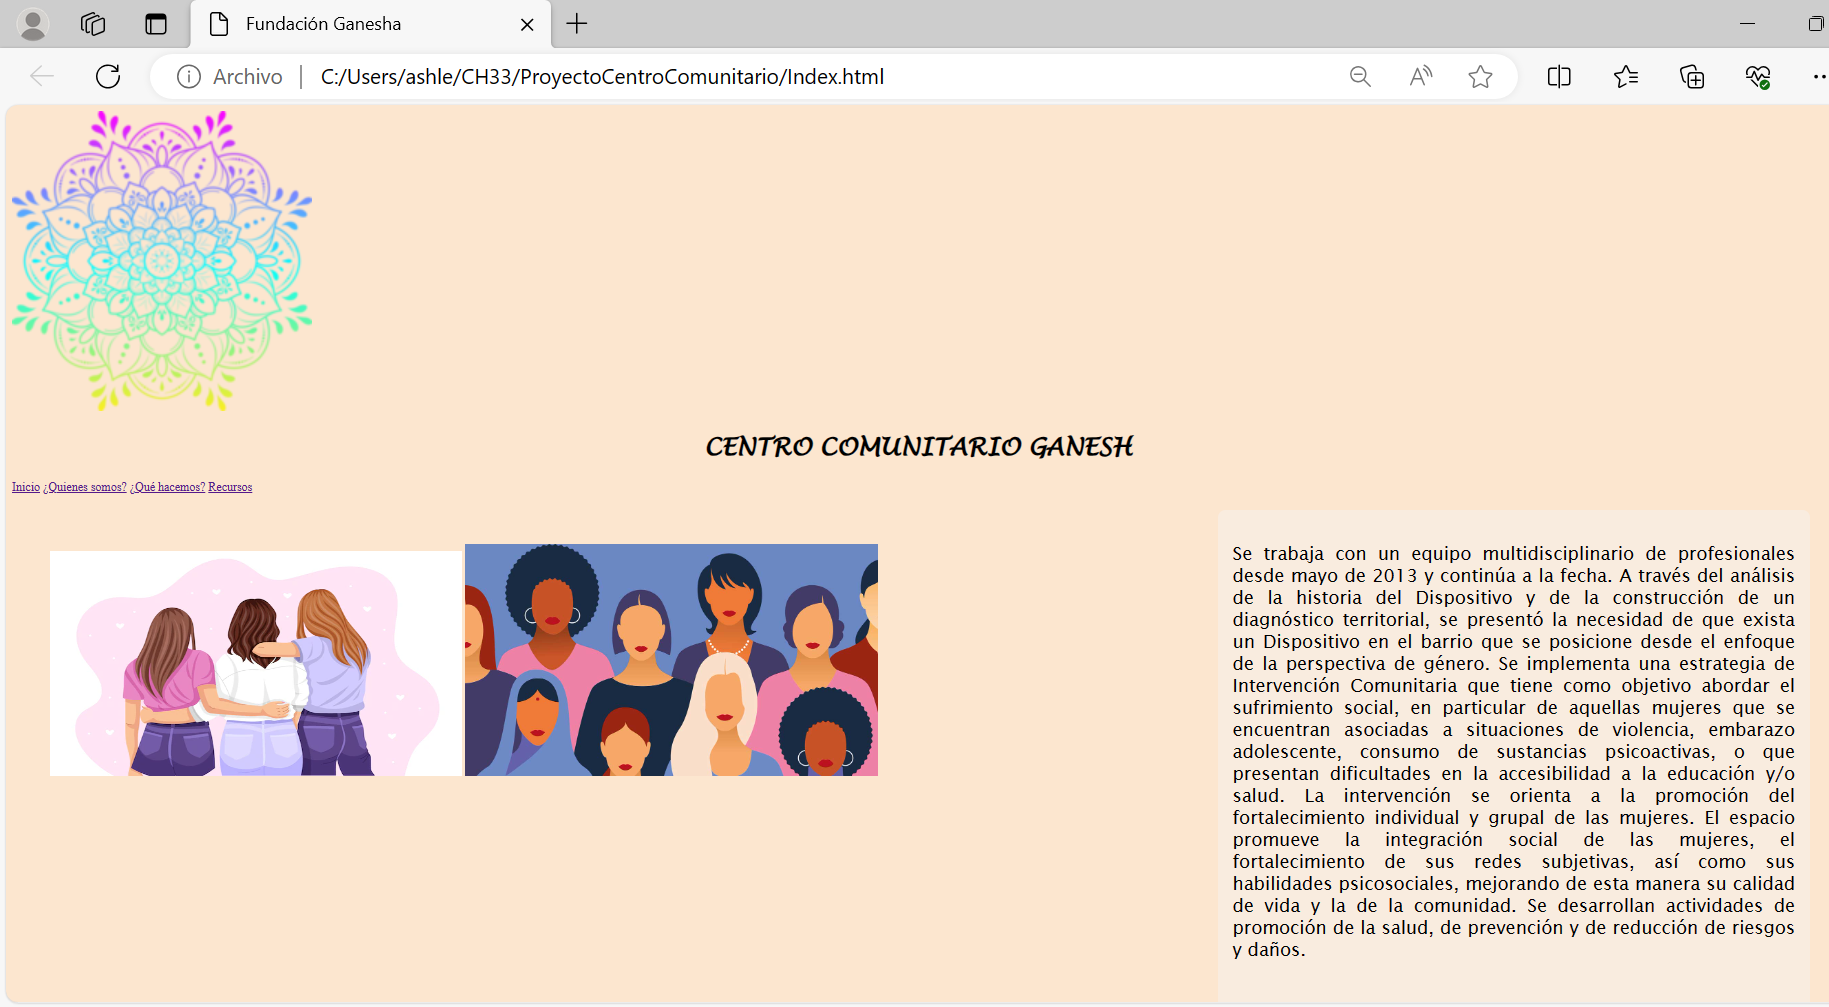 Fundación Ganesha
Archivo | C:/Users/ashle/CH33/ProyectoCentroComunitario/Index.html
CENTRO COMUNITARIO GANESH
Inicio ¿Quienes somos? ¿Qué hacemos? Recursos
Se trabaja con un equipo multidisciplinario de profesionales
desde mayo de 2013 y continúa a la fecha. A través del análisis
de la historia del Dispositivo y de la construcción de un
diagnóstico territorial, se presentó la necesidad de que exista
un Dispositivo en el barrio que se posicione desde el enfoque
de la perspectiva de género. Se implementa una estrategia de
Intervención Comunitaria que tiene como objetivo abordar el
sufrimiento social, en particular de aquellas mujeres que se
encuentran asociadas a situaciones de violencia, embarazo
adolescente, consumo de sustancias psicoactivas, o que
presentan dificultades en la accesibilidad a la educación y/o
salud. La intervención se orienta a la promoción del
fortalecimiento individual y grupal de las mujeres. El espacio
promueve la integración social de las mujeres, el
fortalecimiento de sus redes subjetivas, así como sus
habilidades psicosociales, mejorando de esta manera su calidad
de vida y la de la comunidad. Se desarrollan actividades de
promoción de la salud, de prevención y de reducción de riesgos
y daños.